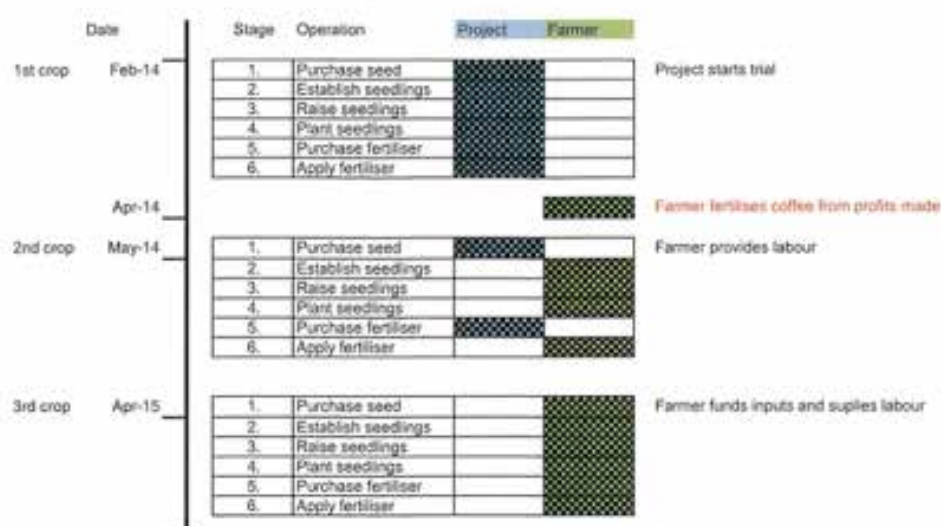 Date Stage Operation Project Farmer
1st crop Feb-14 Project starts trial
1. Purchase seed
2. Establish seedlings
3. Raise seedlings
4. Plant seedlings
5. Purchase fertiliser
6. Apply fertiliser
Apr-14 Farmer fertilises coffee from profits made
2nd crop May-14 1. Purchase seed Farmer provides labour
2. Establish seedlings
3. Raise seedlings
4. Plant seedlings
5. Purchase fertiliser
6. Apply fertiliser
3rd crop Apr-15 1. Purchase seed Farmer funds inputs and suplies labour
2. Establish seedlings
3. Raise seedlings
4. Plant seedlings
5. Purchase fertiliser
6. Apply fertiliser